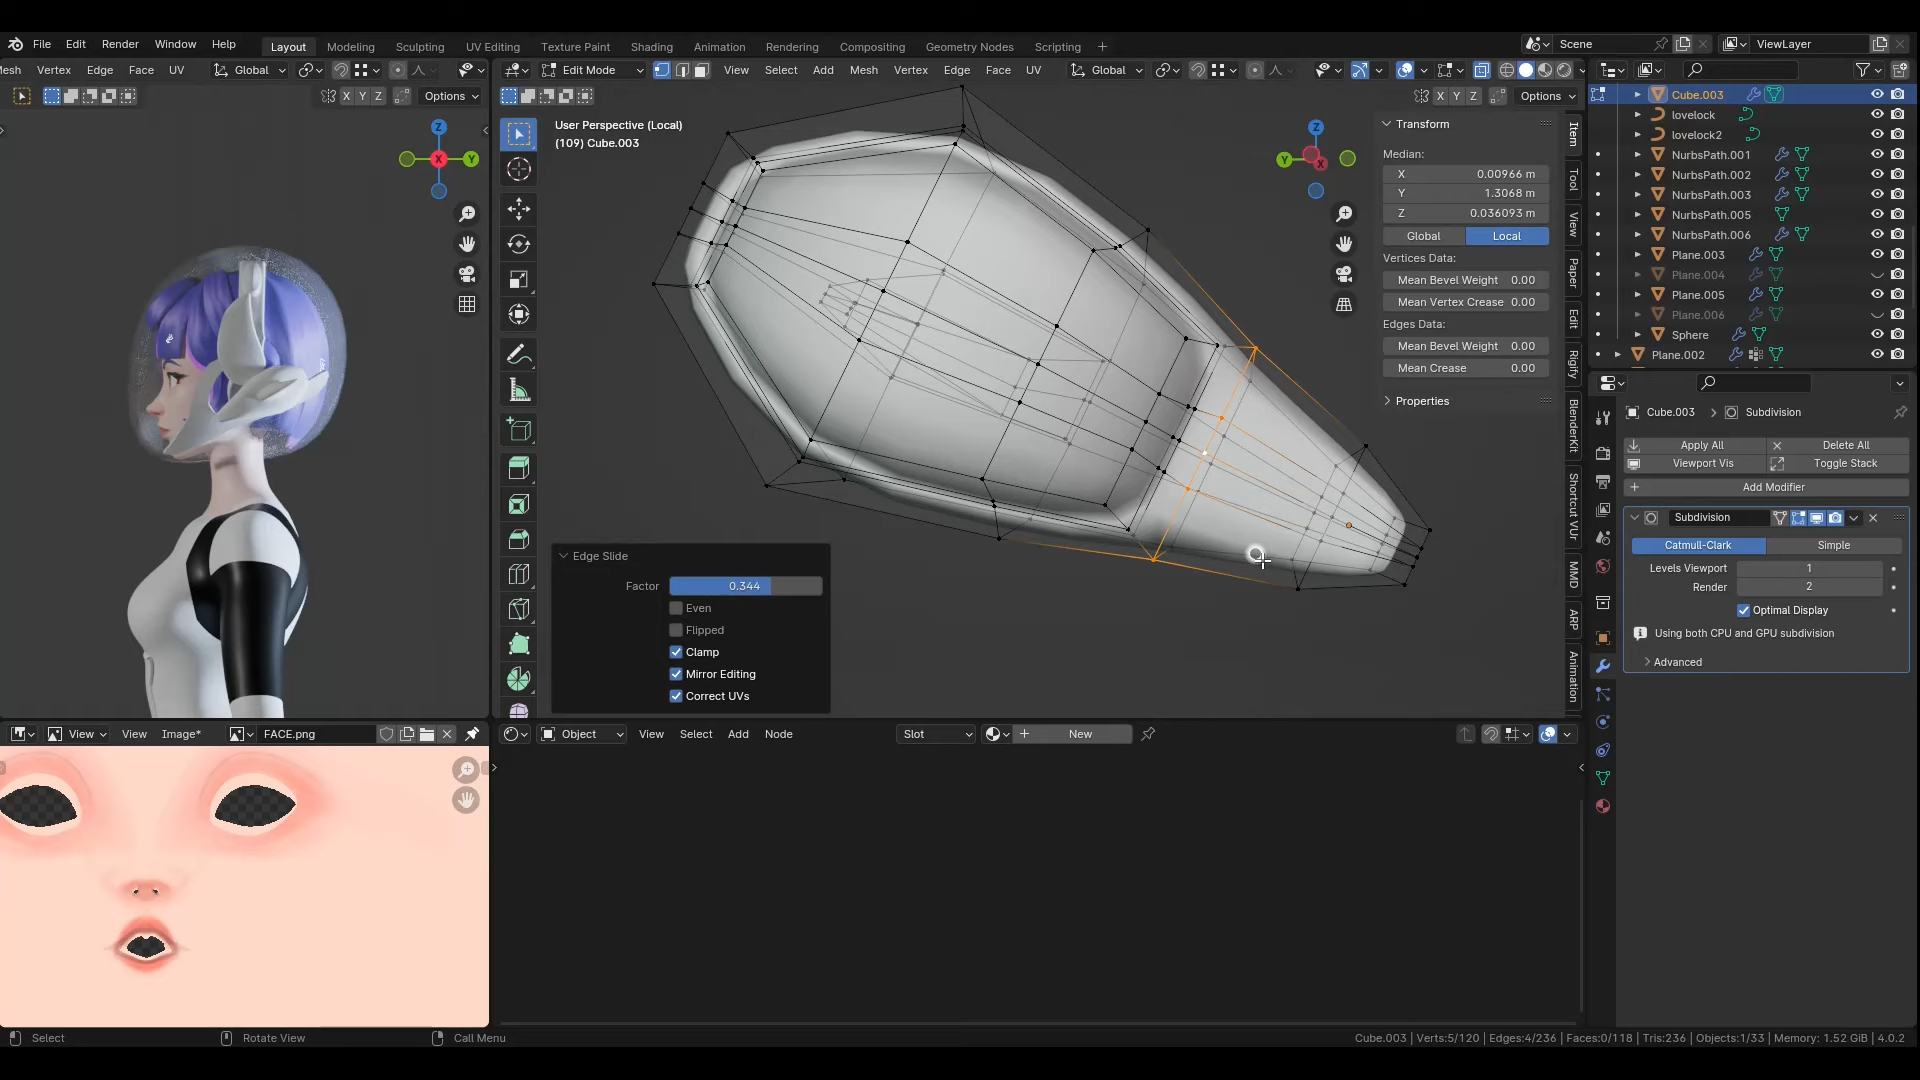 File Edit Render Window Help Layout Modeling Sculpting UV Editing Texture Paint Shading Animation Rendering Compositing Geometry Nodes Scripting + Scene ViewLayer
Mesh Vertex Edge Face UV Global Edit Mode View Select Add Mesh Vertex Edge Face UV Global
X Y Z Options X Y Z Options
User Perspective (Local)
(109) Cube.003
Z
X
Y
Z
Y
X
Transform
Median:
X 0.00966 m
Y 1.3068 m
Z 0.036093 m
Global Local
Vertices Data:
Mean Bevel Weight 0.00
Mean Vertex Crease 0.00
Edges Data:
Mean Bevel Weight 0.00
Mean Crease 0.00
Properties
Item
Tool
View
Paper
Edit
Rigify
BlenderKit
Shortcut VUr
MMD
ARP
Animation
Cube.003
lovelock
lovelock2
NurbsPath.001
NurbsPath.002
NurbsPath.003
NurbsPath.005
NurbsPath.006
Plane.003
Plane.004
Plane.005
Plane.006
Sphere
Plane.002
Cube.003 > Subdivision
Apply All Delete All
Viewport Vis Toggle Stack
Add Modifier
Subdivision
Catmull-Clark Simple
Levels Viewport 1
Render 2
Optimal Display
Using both CPU and GPU subdivision
Advanced
Edge Slide
Factor 0.344
Even
Flipped
Clamp
Mirror Editing
Correct UVs
View View Image* FACE.png Object View Select Add Node Slot New
Select Rotate View Call Menu Cube.003 | Verts:5/120 | Edges:4/236 | Faces:0/118 | Tris:236 | Objects:1/33 | Memory: 1.52 GiB | 4.0.2